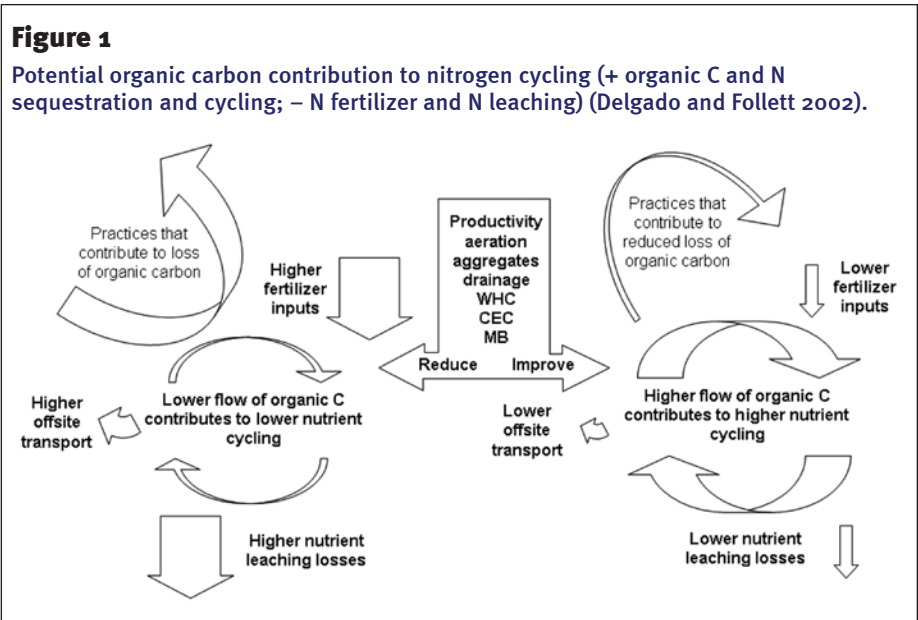 Figure 1
Potential organic carbon contribution to nitrogen cycling (+ organic C and N
sequestration and cycling; – N fertilizer and N leaching) (Delgado and Follett 2002).
Practices that
contribute to loss
of organic carbon
Higher
fertilizer
inputs
Lower flow of organic C
contributes to lower nutrient
cycling
Higher
offsite
transport
Higher nutrient
leaching losses
Productivity
aeration
aggregates
drainage
WHC
CEC
MB
Reduce Improve
Practices that
contribute to
reduced loss of
organic carbon
Lower
fertilizer
inputs
Higher flow of organic C
contributes to higher nutrient
cycling
Lower
offsite
transport
Lower nutrient
leaching losses